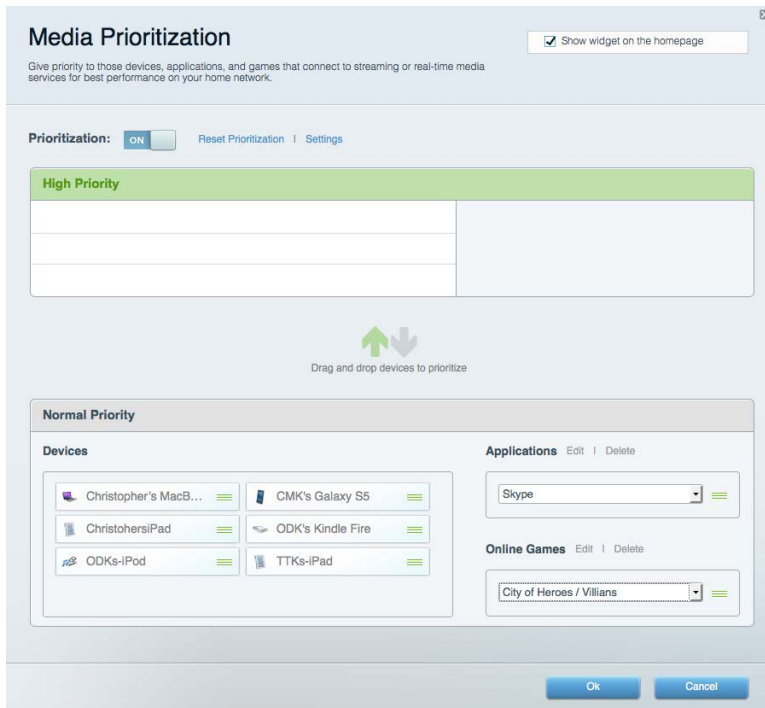 Media Prioritization
Show widget on the homepage
Give priority to those devices, applications, and games that connect to streaming or real-time media
services for best performance on your home network.
Prioritization: ON Reset Prioritization | Settings
High Priority
Drag and drop devices to prioritize
Normal Priority
Devices
Christopher's MacB...
CMK's Galaxy S5
ChristohersiPad
ODK's Kindle Fire
ODKs-iPod
TTKs-iPad
Applications Edit | Delete
Skype
Online Games Edit | Delete
City of Heroes / Villians
Ok
Cancel